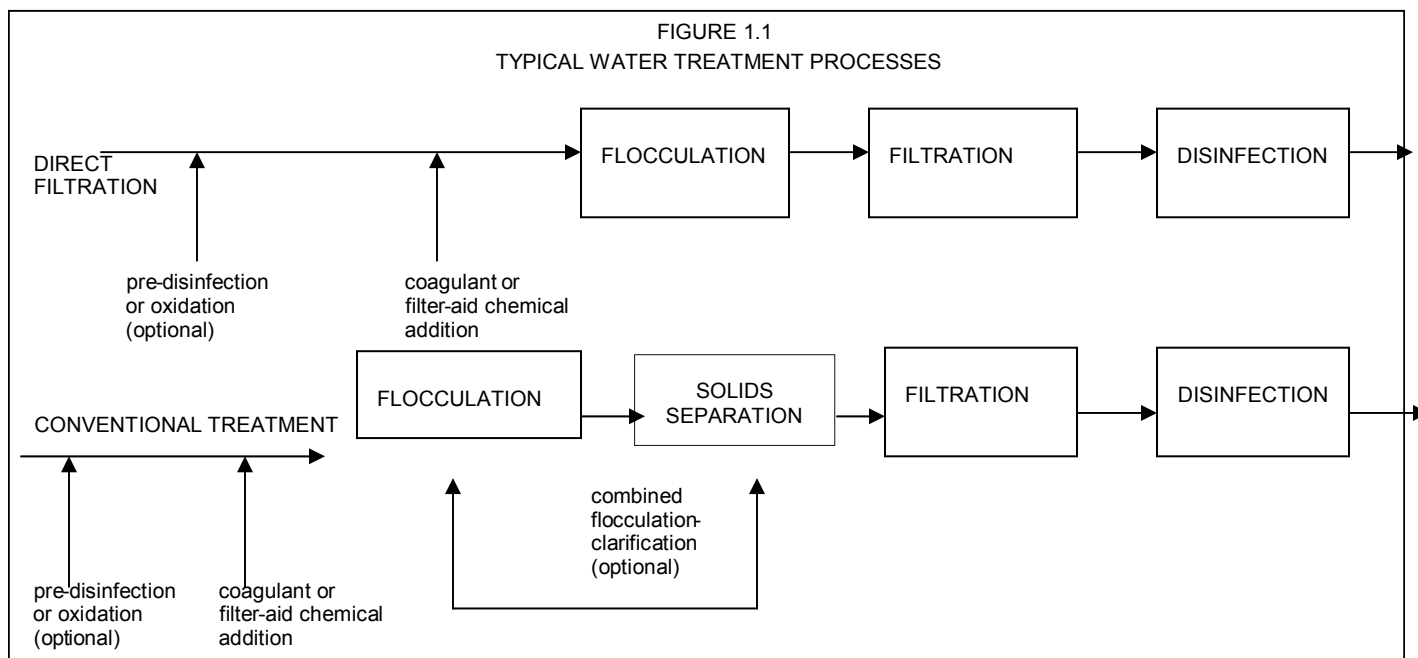 FIGURE 1.1
TYPICAL WATER TREATMENT PROCESSES
DIRECT
FILTRATION
FLOCCULATION
FILTRATION
DISINFECTION
pre-disinfection
or oxidation
(optional)
coagulant or
filter-aid chemical
addition
CONVENTIONAL TREATMENT
FLOCCULATION
SOLIDS
SEPARATION
FILTRATION
DISINFECTION
pre-disinfection
or oxidation
(optional)
coagulant or
filter-aid chemical
addition
combined
flocculation-
clarification
(optional)